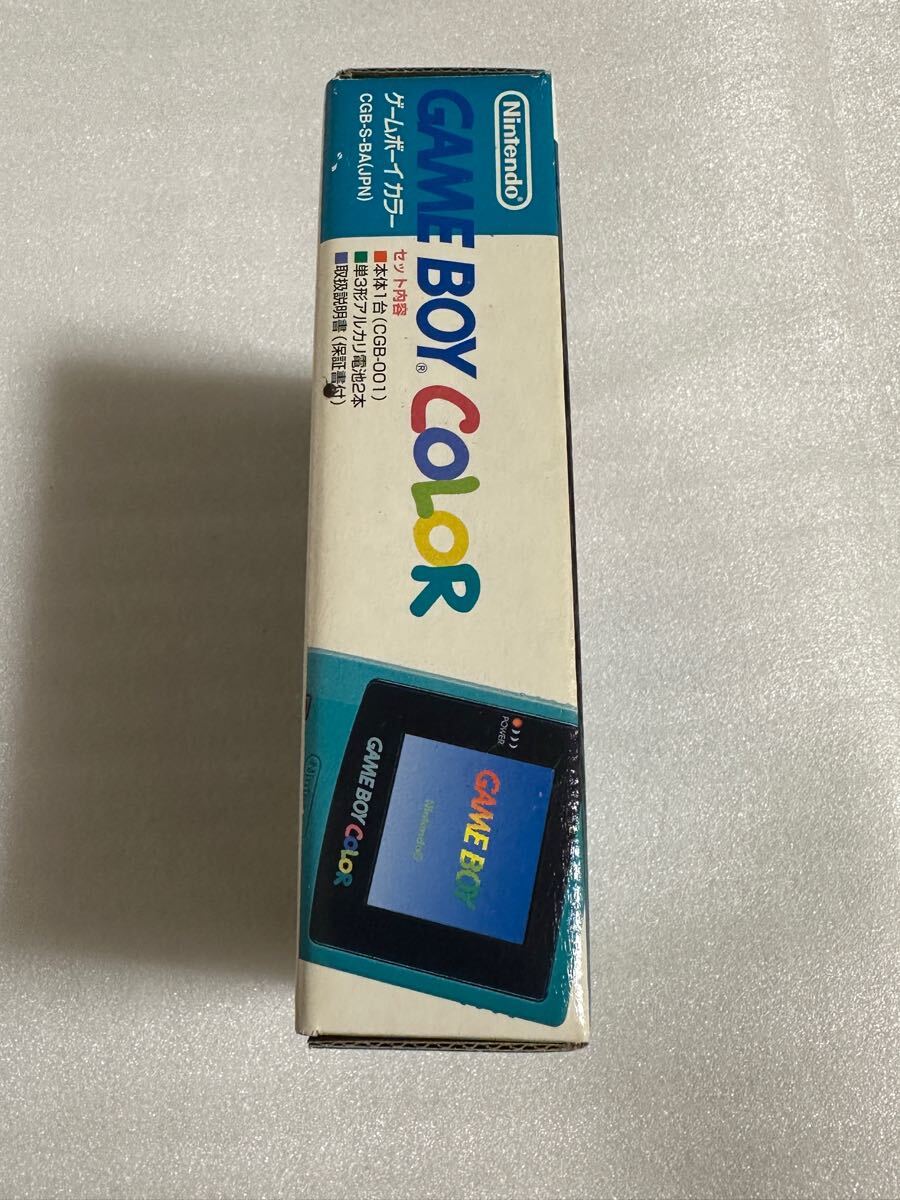 Nintendo®
GAME BOY® COLOR
ゲームボーイカラー
CGB-S-BA(JPN)
セット内容
■本体1台(CGB-001)
■単3形アルカリ電池2本
■取扱説明書(保証書付)
POWER
GAME BOY
Nintendo®
GAME BOY COLOR